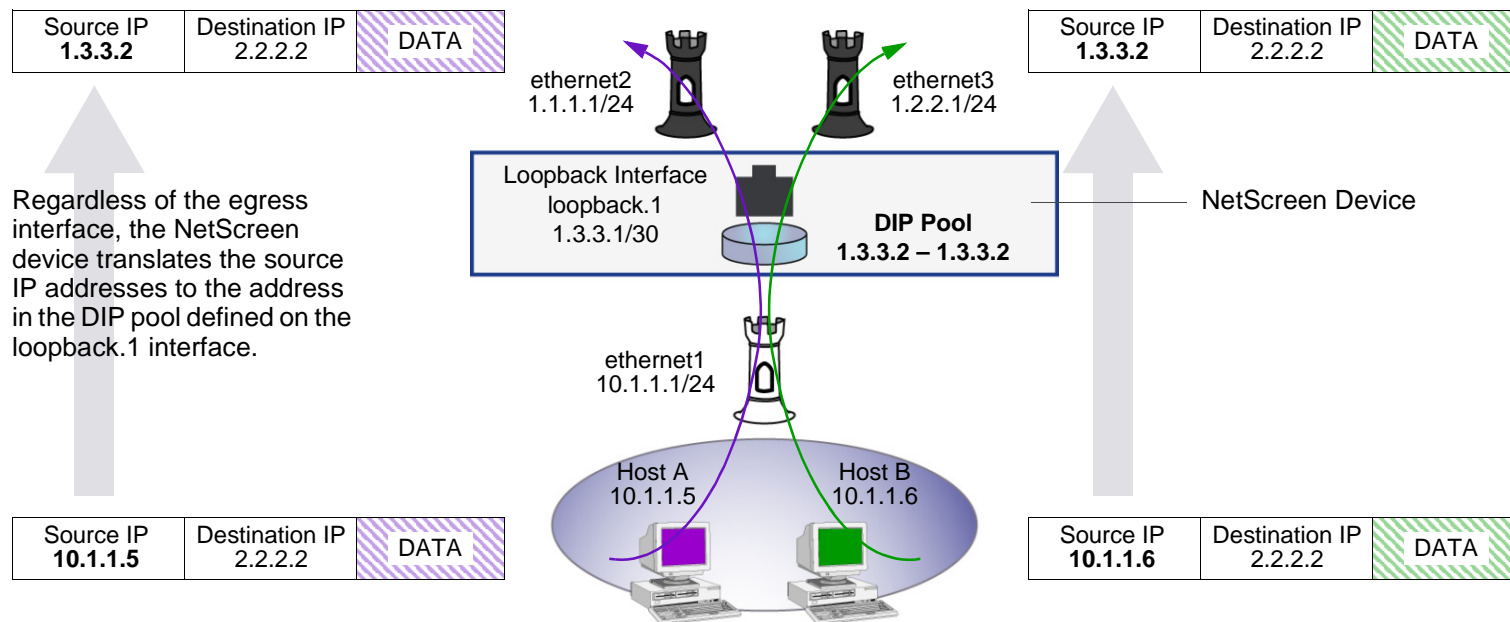 Source IP
1.3.3.2
Destination IP
2.2.2.2
DATA
ethernet2
1.1.1.1/24
ethernet3
1.2.2.1/24
Source IP
1.3.3.2
Destination IP
2.2.2.2
DATA
Regardless of the egress
interface, the NetScreen
device translates the source
IP addresses to the address
in the DIP pool defined on the
loopback.1 interface.
Loopback Interface
loopback.1
1.3.3.1/30
DIP Pool
1.3.3.2 – 1.3.3.2
NetScreen Device
ethernet1
10.1.1.1/24
Host A
10.1.1.5
Host B
10.1.1.6
Source IP
10.1.1.5
Destination IP
2.2.2.2
DATA
Source IP
10.1.1.6
Destination IP
2.2.2.2
DATA